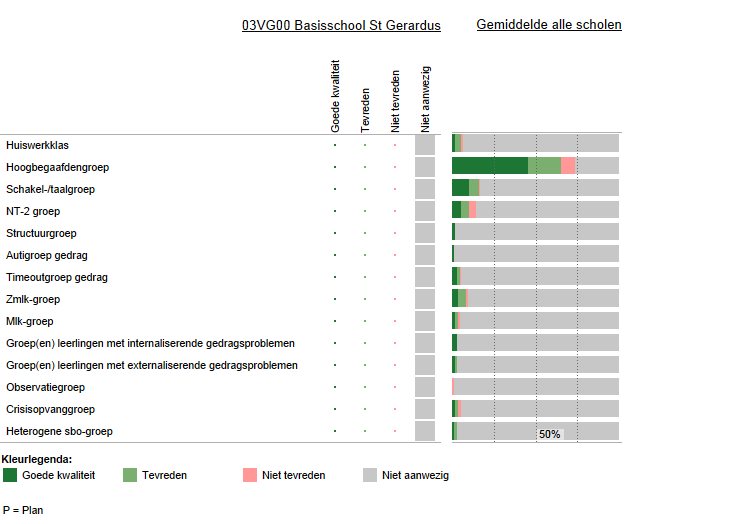 03VG00 Basisschool St Gerardus
Gemiddelde alle scholen
Goede kwaliteit
Tevreden
Niet tevreden
Niet aanwezig
Huiswerkklas
Hoogbegaafdengroep
Schakel-/taalgroep
NT-2 groep
Structuurgroep
Autigroep gedrag
Timeoutgroep gedrag
Zmlk-groep
Mlk-groep
Groep(en) leerlingen met internaliserende gedragsproblemen
Groep(en) leerlingen met externaliserende gedragsproblemen
Observatiegroep
Crisisopvanggroep
Heterogene sbo-groep
50%
Kleurlegenda:
Goede kwaliteit
Tevreden
Niet tevreden
Niet aanwezig
P = Plan